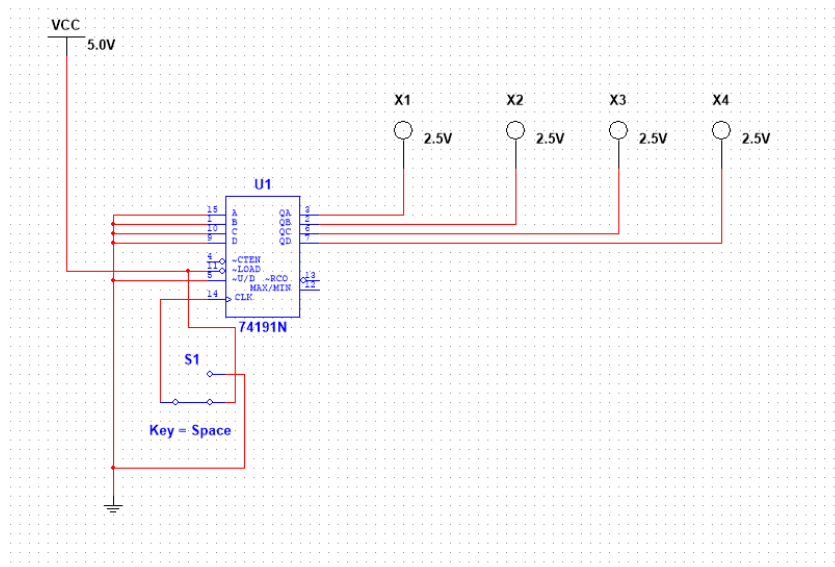 VCC
5.0V
X1
X2
X3
X4
2.5V
2.5V
2.5V
2.5V
U1
15
A
QA
3
1
B
QB
2
10
C
QC
6
9
D
QD
7
4
~CTEN
11
~LOAD
5
~U/D
~RCO
13
MAX/MIN
12
14
CLK
74191N
S1
Key = Space